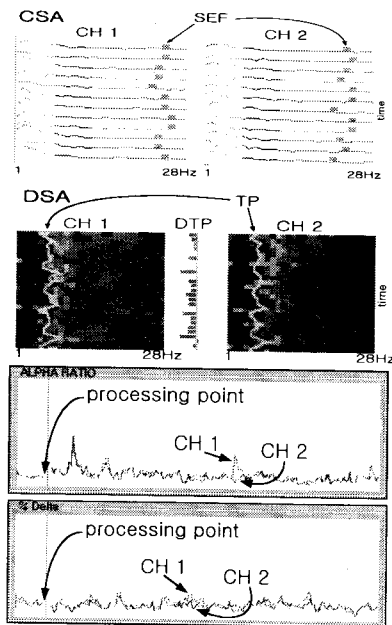 CSA
SEF
CH 1
CH 2
time
1
28Hz
1
28Hz
DSA
TP
CH 1
DTP
CH 2
time
1
28Hz
1
28Hz
ALPHA RATIO
processing point
CH 1
CH 2
% Delta
processing point
CH 1
CH 2